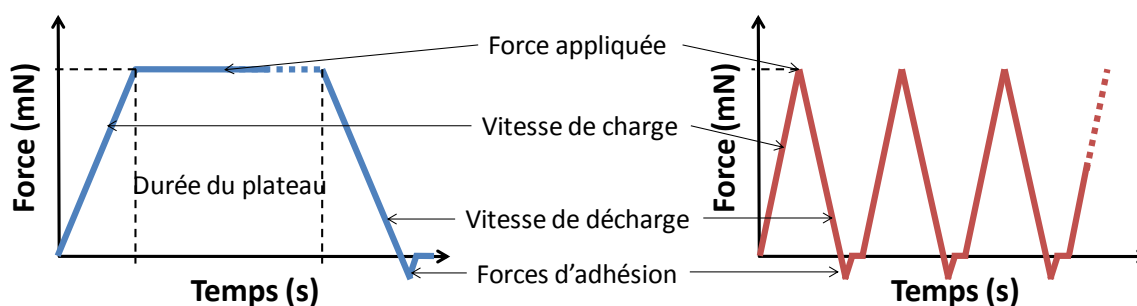 Force (mN)
Force appliquée
Vitesse de charge
Durée du plateau
Vitesse de décharge
Forces d’adhésion
Temps (s)
Force (mN)
Temps (s)